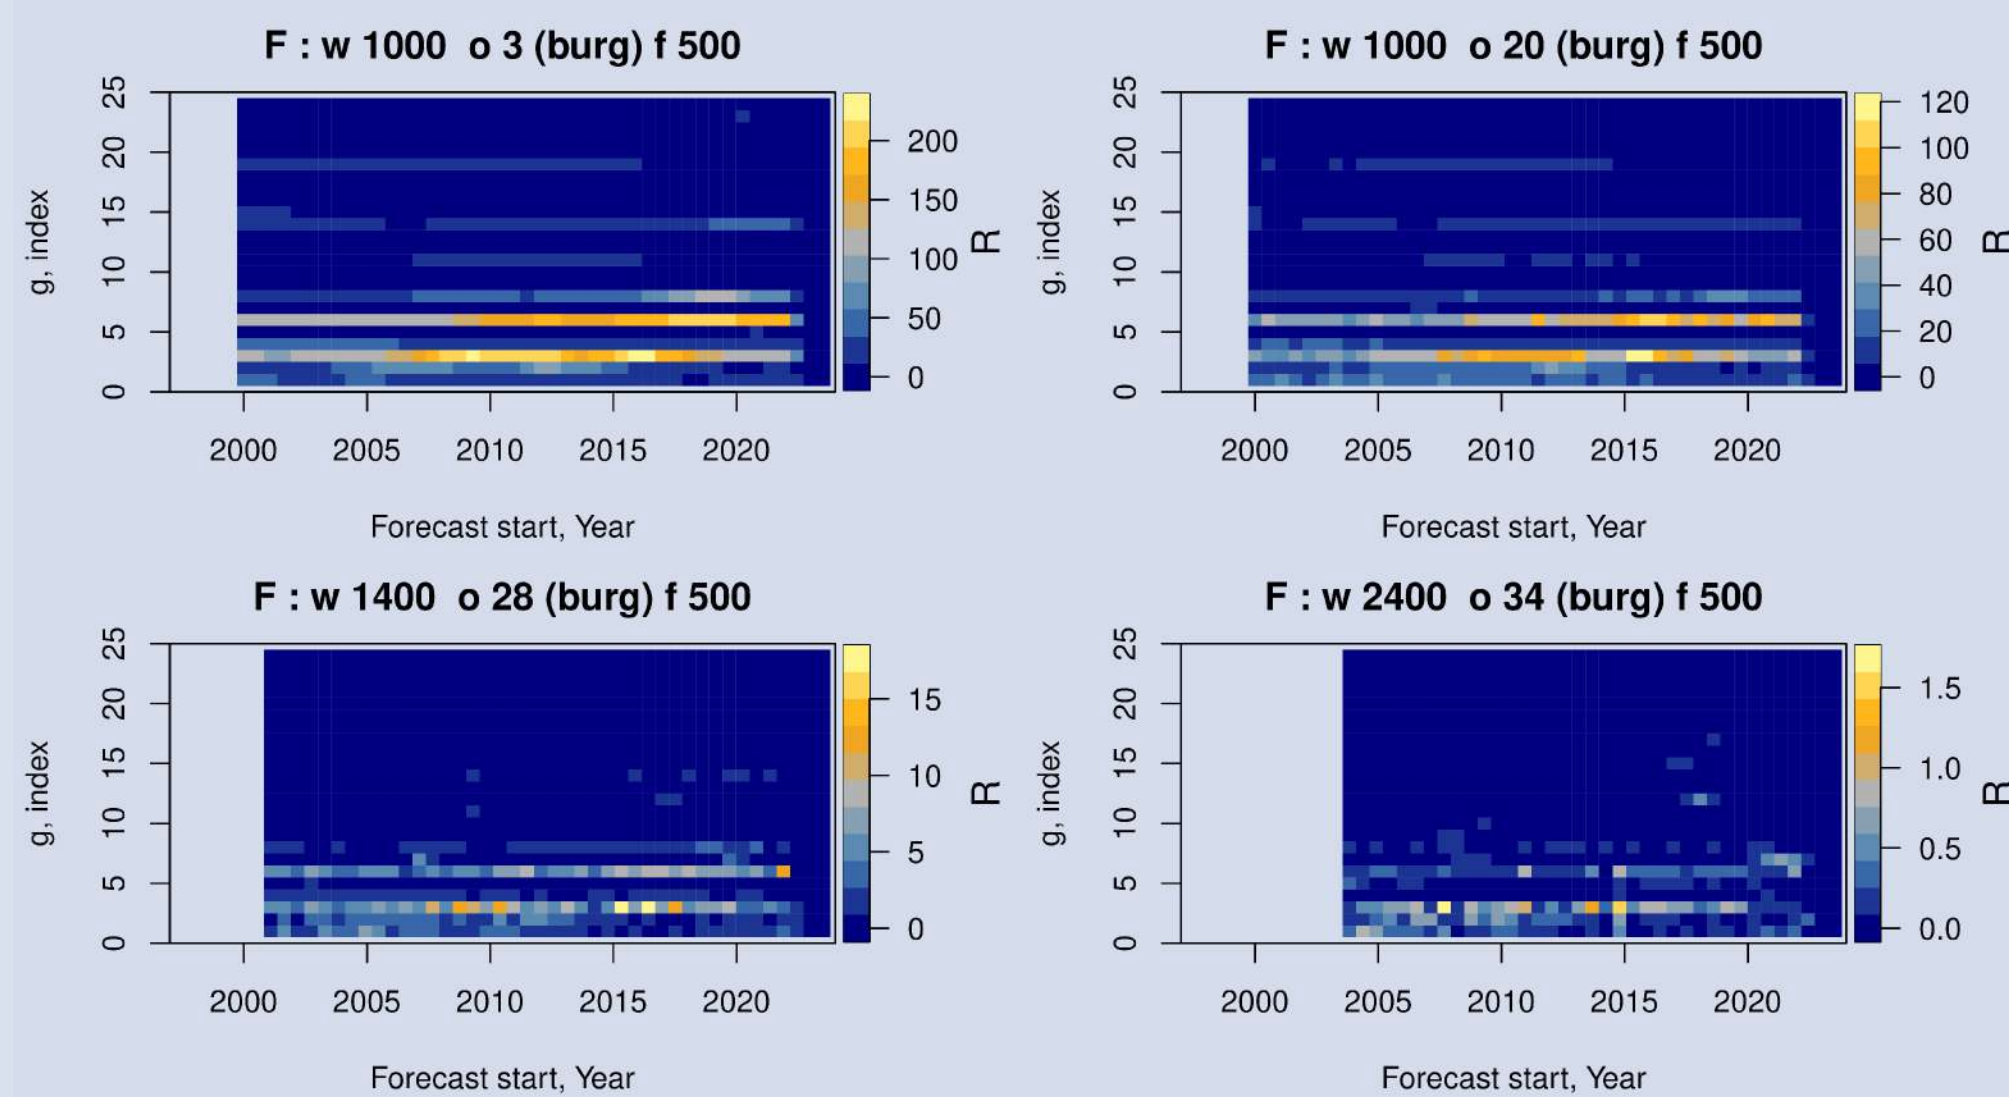 F : w 1000 o 3 (burg) f 500
25
20
15
10
5
0
g, index
2000 2005 2010 2015 2020
Forecast start, Year
200
150
100
50
0
R
F : w 1000 o 20 (burg) f 500
25
20
15
10
5
0
g, index
2000 2005 2010 2015 2020
Forecast start, Year
120
100
80
60
40
20
0
R
F : w 1400 o 28 (burg) f 500
25
20
15
10
5
0
g, index
2000 2005 2010 2015 2020
Forecast start, Year
15
10
5
0
R
F : w 2400 o 34 (burg) f 500
25
20
15
10
5
0
g, index
2000 2005 2010 2015 2020
Forecast start, Year
1.5
1.0
0.5
0.0
R